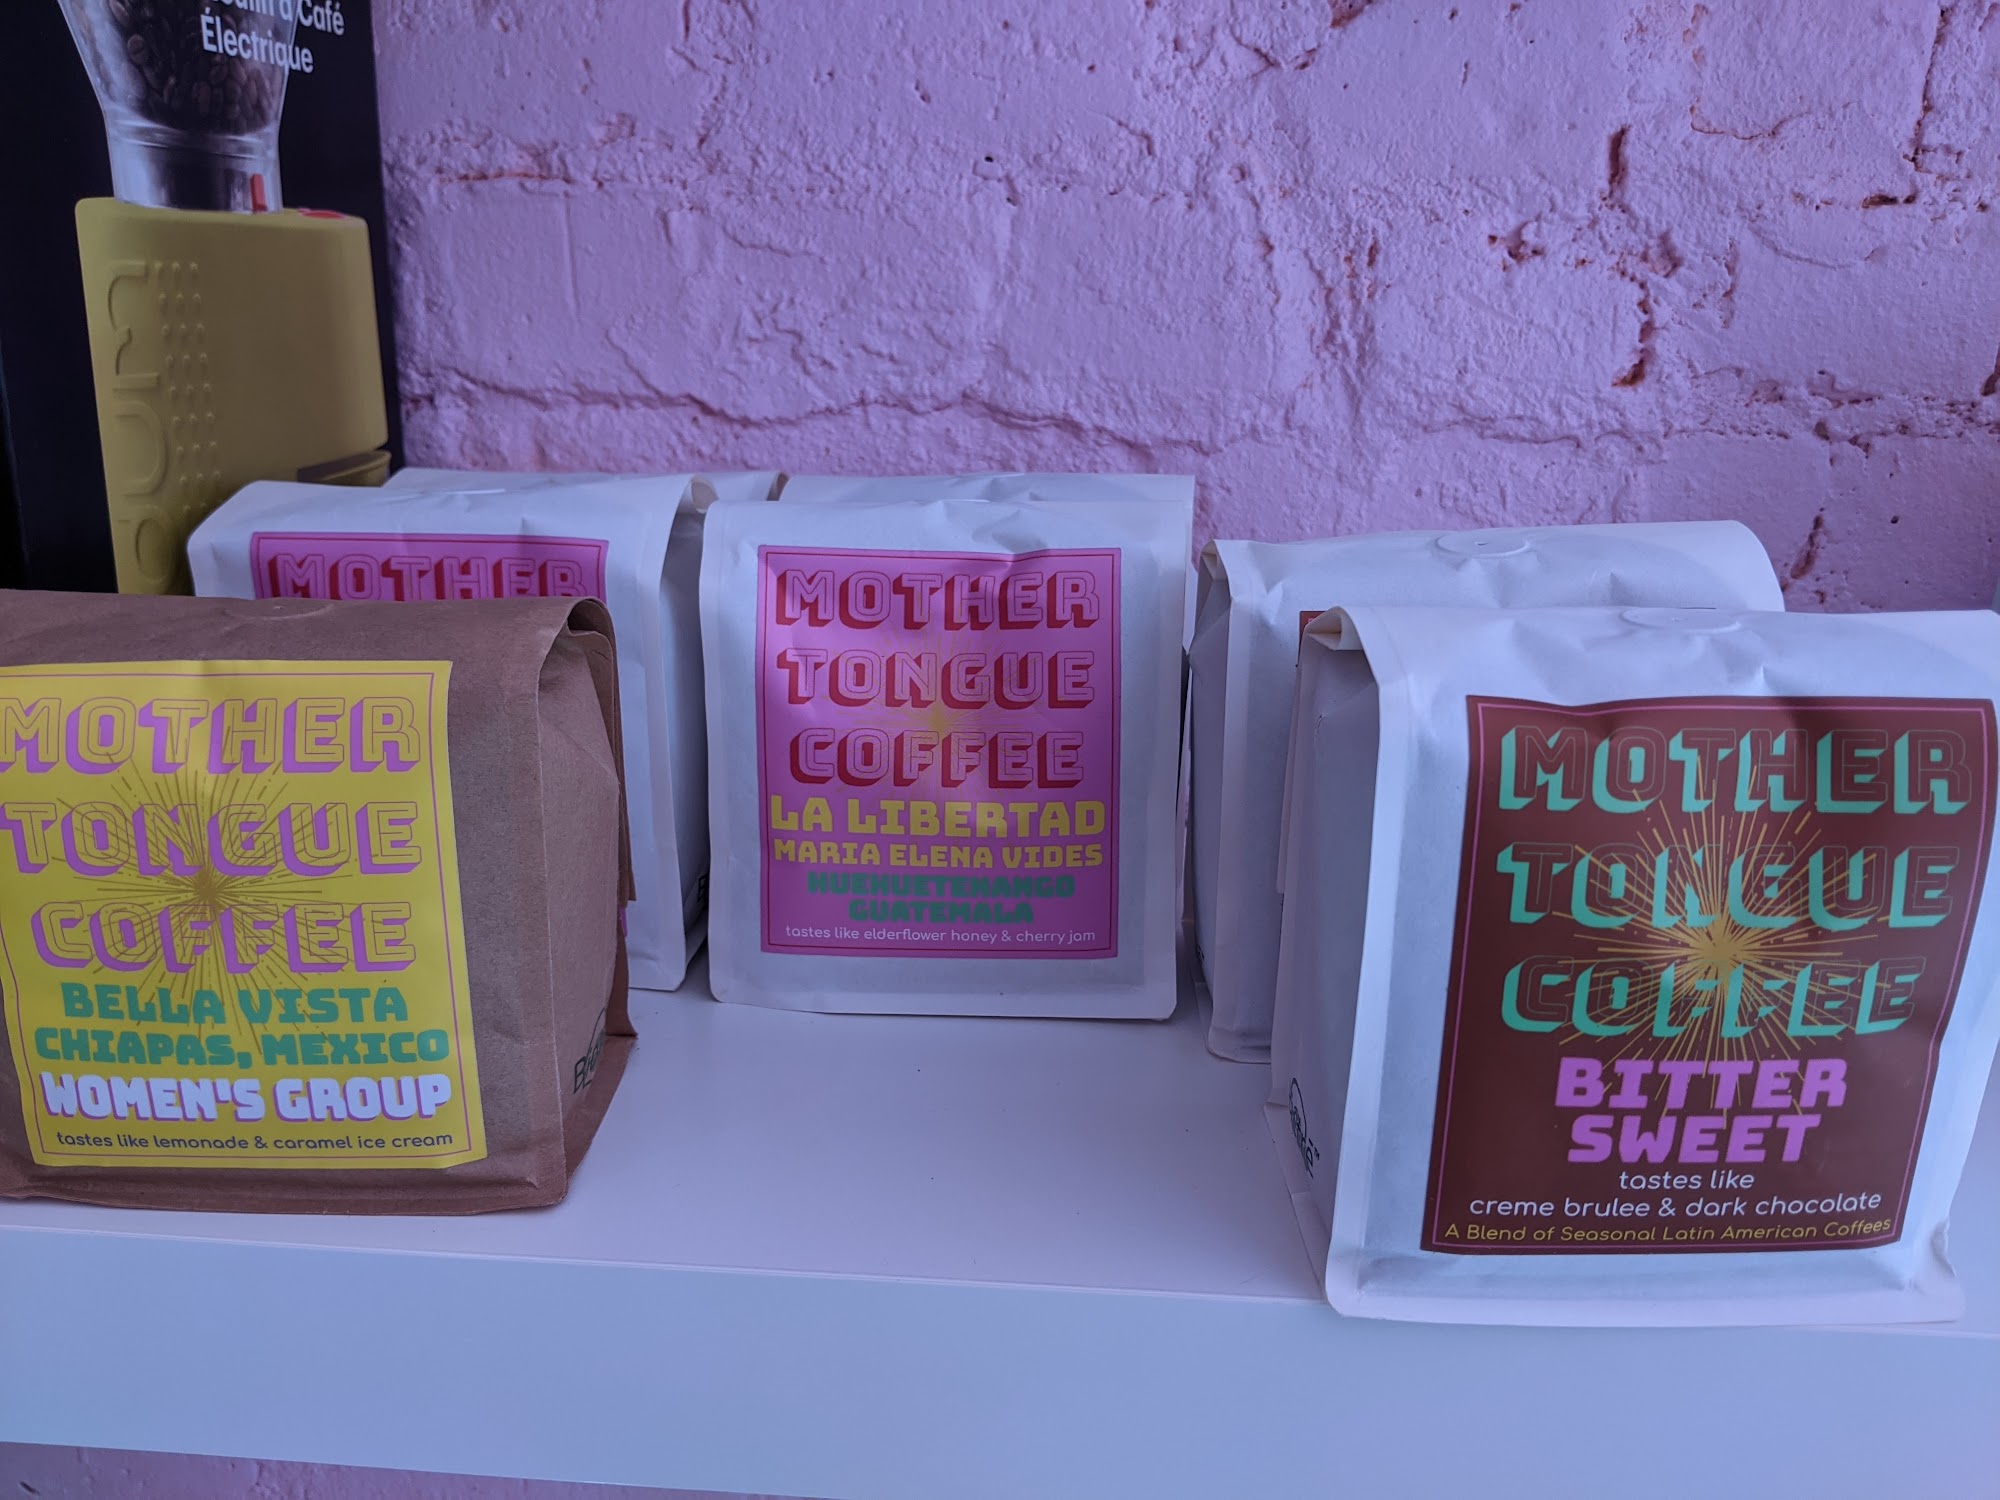 à Café
Électrique
MOTHER
MOTHER
TONGUE
COFFEE
BELLA VISTA
CHIAPAS, MEXICO
WOMEN'S GROUP
tastes like lemonade & caramel ice cream
MOTHER
TONGUE
COFFEE
LA LIBERTAD
MARIA ELENA VIDES
HUEHUETENANGO
GUATEMALA
tastes like elderflower honey & cherry jam
MOTHER
TONGUE
COFFEE
BITTER
SWEET
tastes like
creme brulee & dark chocolate
A Blend of Seasonal Latin American Coffees